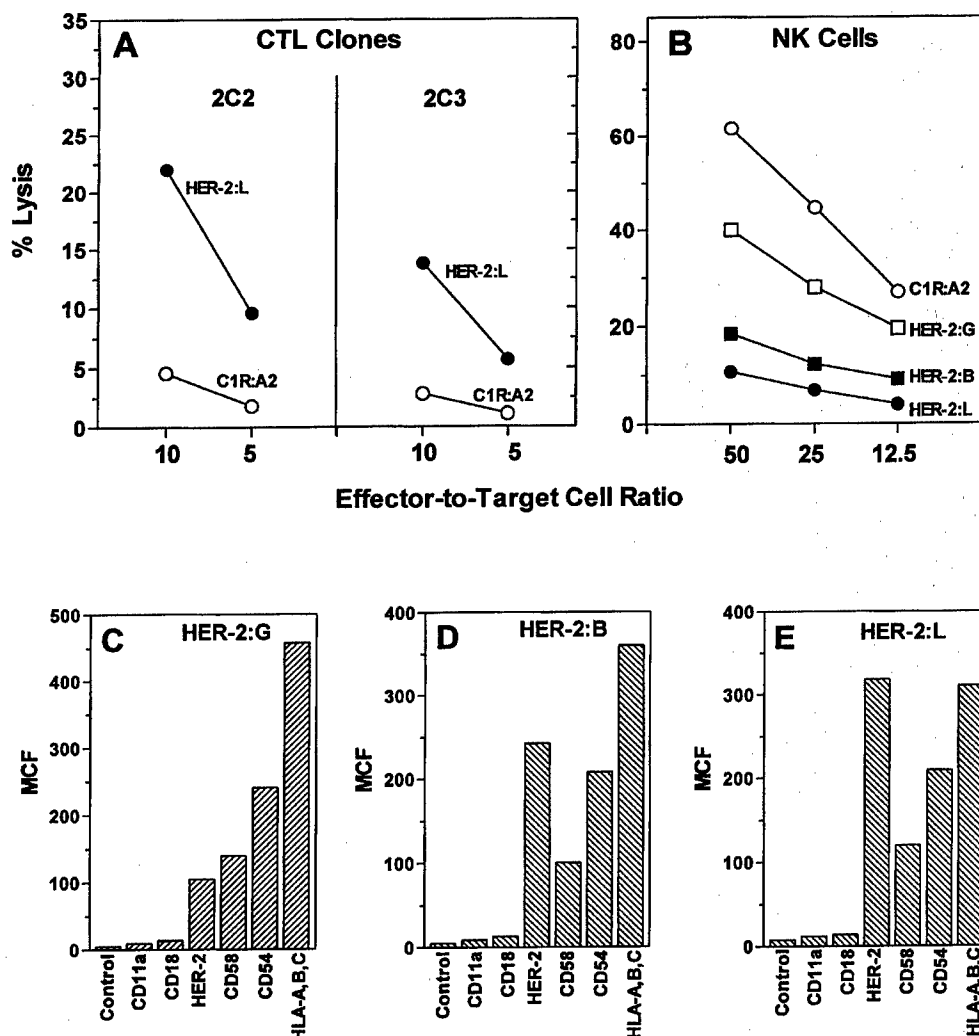 A
CTL Clones
2C2
2C3
35
30
25
20
15
10
5
0
% Lysis
HER-2:L
C1R:A2
HER-2:L
C1R:A2
10
5
10
5
B
NK Cells
80
60
40
20
0
C1R:A2
HER-2:G
HER-2:B
HER-2:L
50
25
12.5
Effector-to-Target Cell Ratio
C
HER-2:G
500
400
300
200
100
0
MCF
Control
CD11a
CD18
HER-2
CD58
CD54
HLA-A,B,C
D
HER-2:B
400
300
200
100
0
MCF
Control
CD11a
CD18
HER-2
CD58
CD54
HLA-A,B,C
E
HER-2:L
400
300
200
100
0
MCF
Control
CD11a
CD18
HER-2
CD58
CD54
HLA-A,B,C